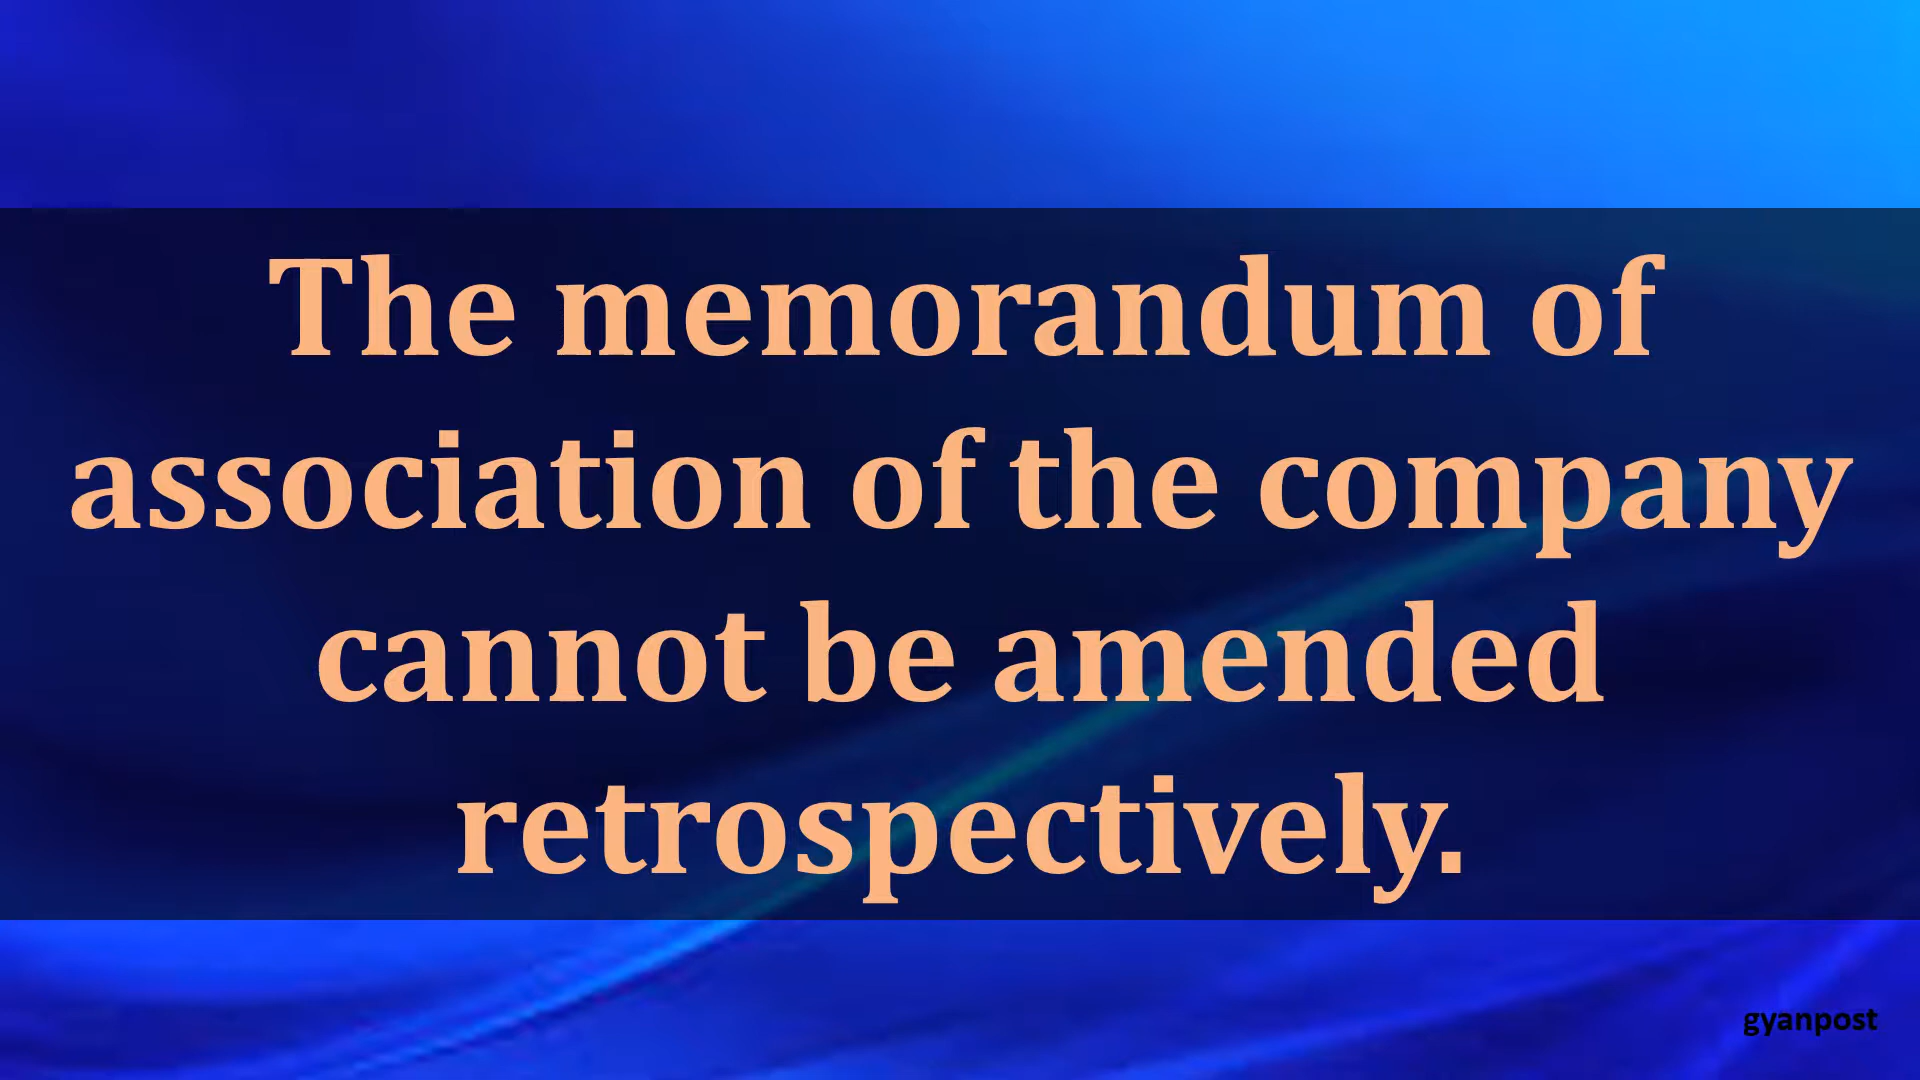 The memorandum of
association of the company
cannot be amended
retrospectively.
gyanpost